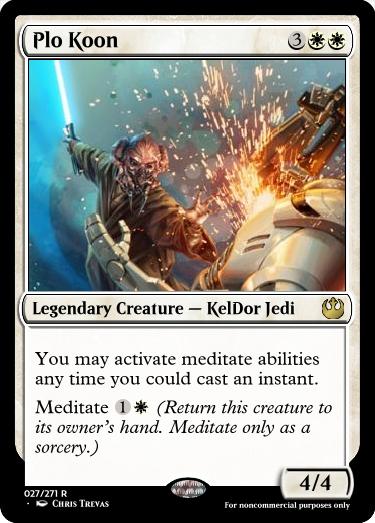 Plo Koon 3
Legendary Creature — KelDor Jedi
You may activate meditate abilities
any time you could cast an instant.
Meditate 1 (Return this creature to
its owner's hand. Meditate only as a
sorcery.)
4/4
027/271 R
· Chris Trevas
For noncommercial purposes only